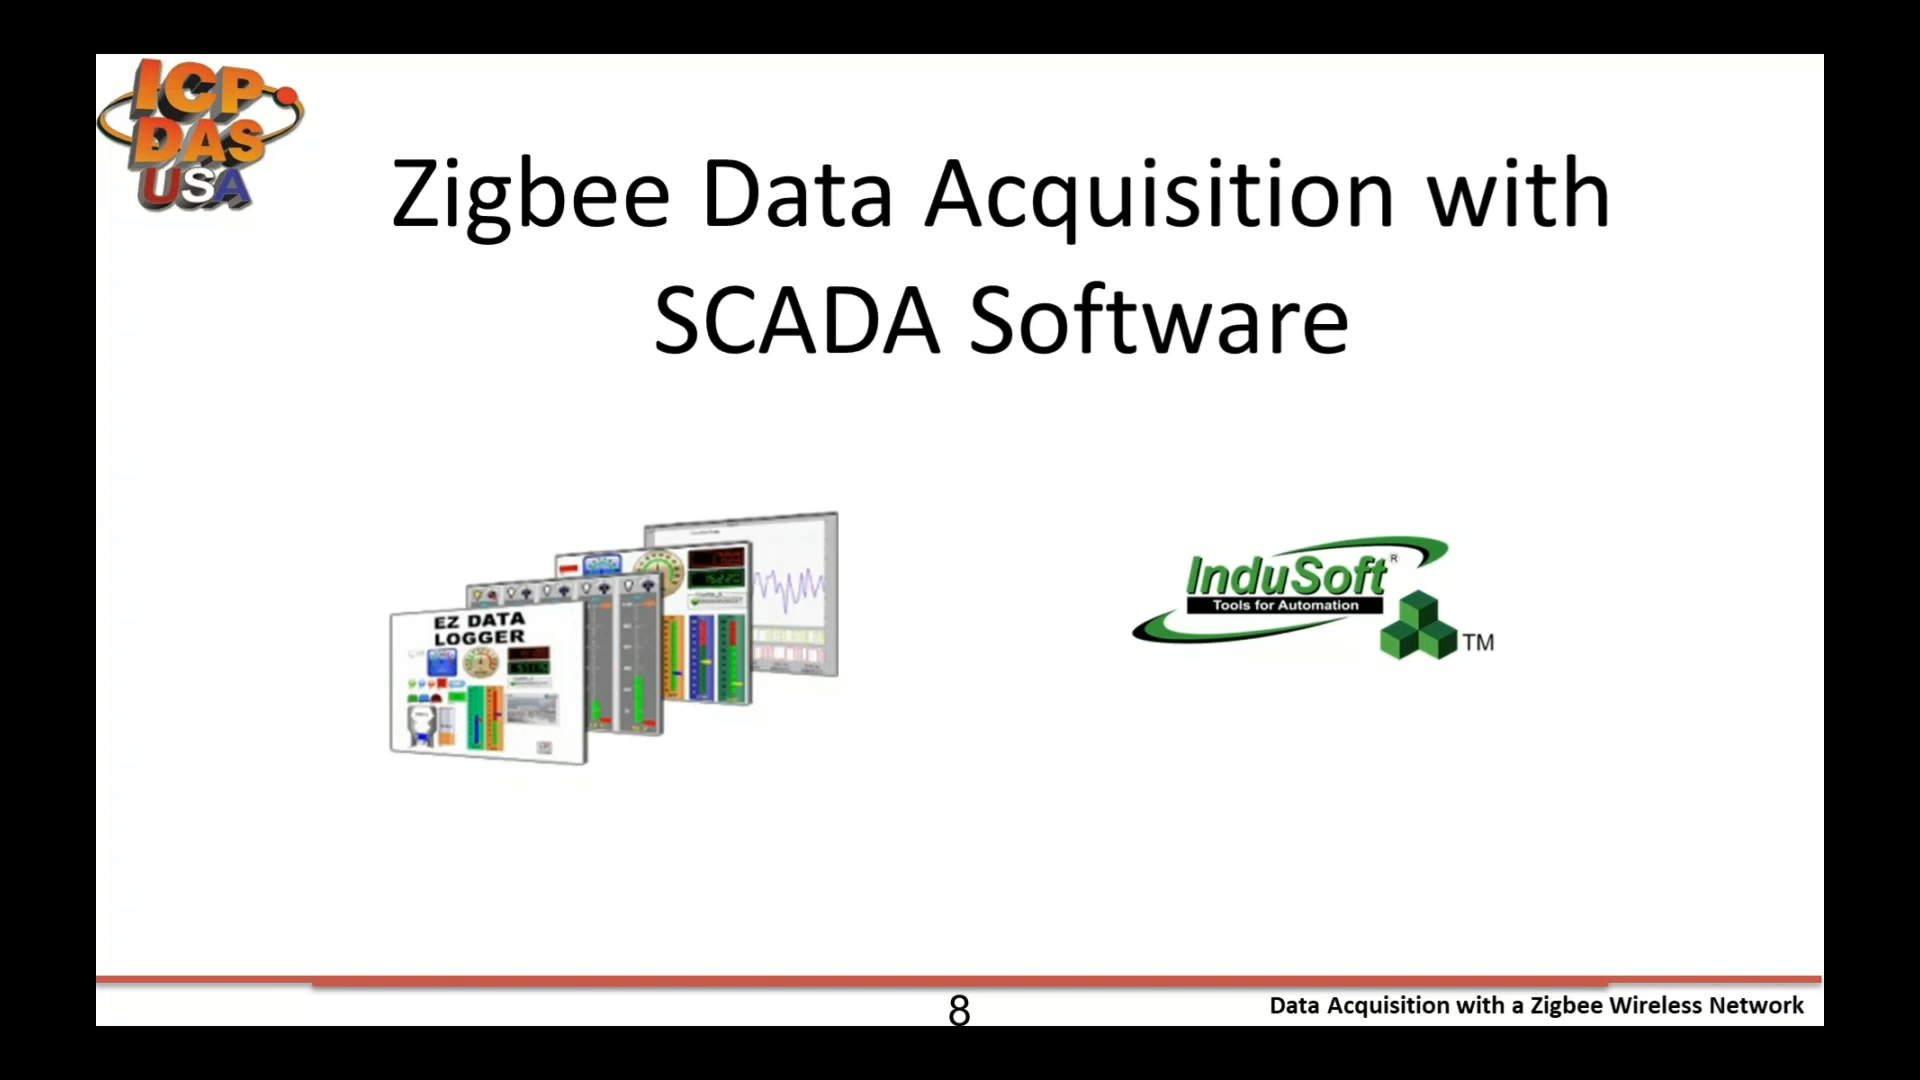 ICP
DAS
USA
Zigbee Data Acquisition with
SCADA Software
EZ DATA
LOGGER
InduSoft®
Tools for Automation
TM
8
Data Acquisition with a Zigbee Wireless Network